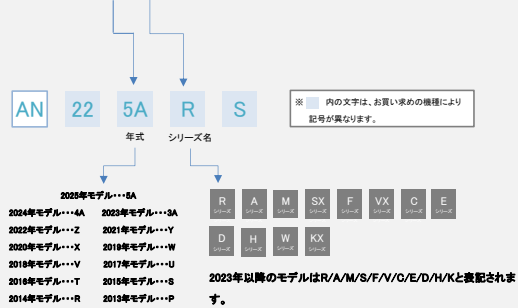 AN 22 5A R S
※ 内の文字は、お買い求めの機種により
記号が異なります。
年式 シリーズ名
2025年モデル・・・5A
2024年モデル・・・4A 2023年モデル・・・3A
2022年モデル・・・Z 2021年モデル・・・Y
2020年モデル・・・X 2019年モデル・・・W
2018年モデル・・・V 2017年モデル・・・U
2016年モデル・・・T 2015年モデル・・・S
2014年モデル・・・R 2013年モデル・・・P
R A M SX F VX C E
シリーズ シリーズ シリーズ シリーズ シリーズ シリーズ シリーズ シリーズ
D H W KX
シリーズ シリーズ シリーズ シリーズ
2023年以降のモデルはR/A/M/S/F/V/C/E/D/H/Kと表記されま
す。